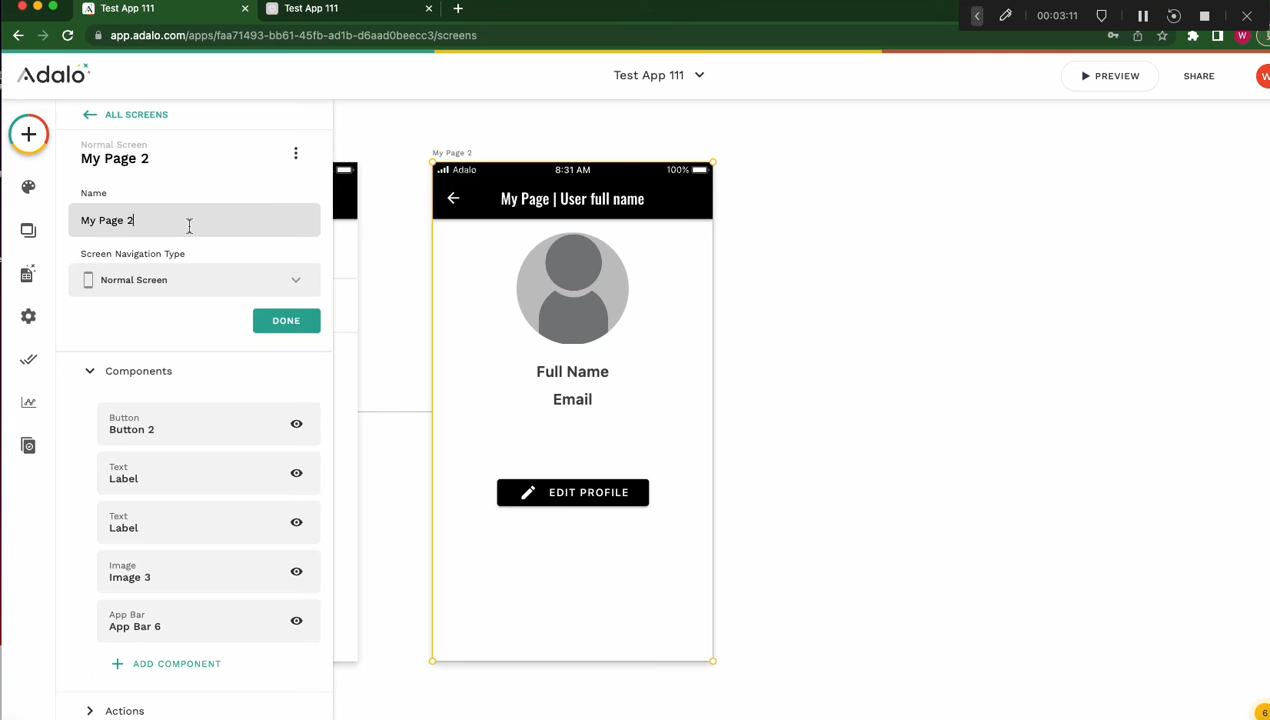 Test App 111
Test App 111
00:03:11
app.adalo.com/apps/faa71493-bb61-45fb-ad1b-d6aad0beecc3/screens
W
Adalo
Test App 111
PREVIEW
SHARE
W
ALL SCREENS
Normal Screen
My Page 2
Name
My Page 2
Screen Navigation Type
Normal Screen
DONE
Components
Button
Button 2
Text
Label
Text
Label
Image
Image 3
App Bar
App Bar 6
ADD COMPONENT
Actions
My Page 2
Adalo
8:31 AM
100%
My Page | User full name
Full Name
Email
EDIT PROFILE
6